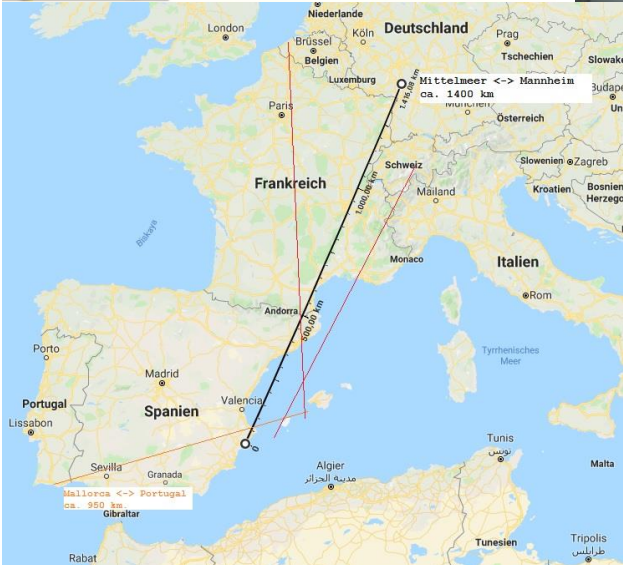 Niederlande
London
Deutschland
Brüssel
Köln
Prag
Belgien
Tschechien
Slowake
Luxemburg
Mittelmeer <-> Mannheim
ca. 1400 km
1.416,08 km
Budape
Paris
München
Un
Österreich
Schweiz
Slowenien
Zagreb
Frankreich
1.000,00 km
Mailand
Kroatien
Bosnien
Herzego
Biskaya
Monaco
Italien
Rom
Andorra
500,00 km
Porto
Tyrrhenisches
Meer
Madrid
Portugal
Spanien
Valencia
Lissabon
0
Tunis
تونس
Sevilla
Granada
Algier
مدينة الجزائر
Malta
Mallorca <-> Portugal
ca. 950 km.
Gibraltar
Tripolis
طرابلس
Tunesien
Rabat